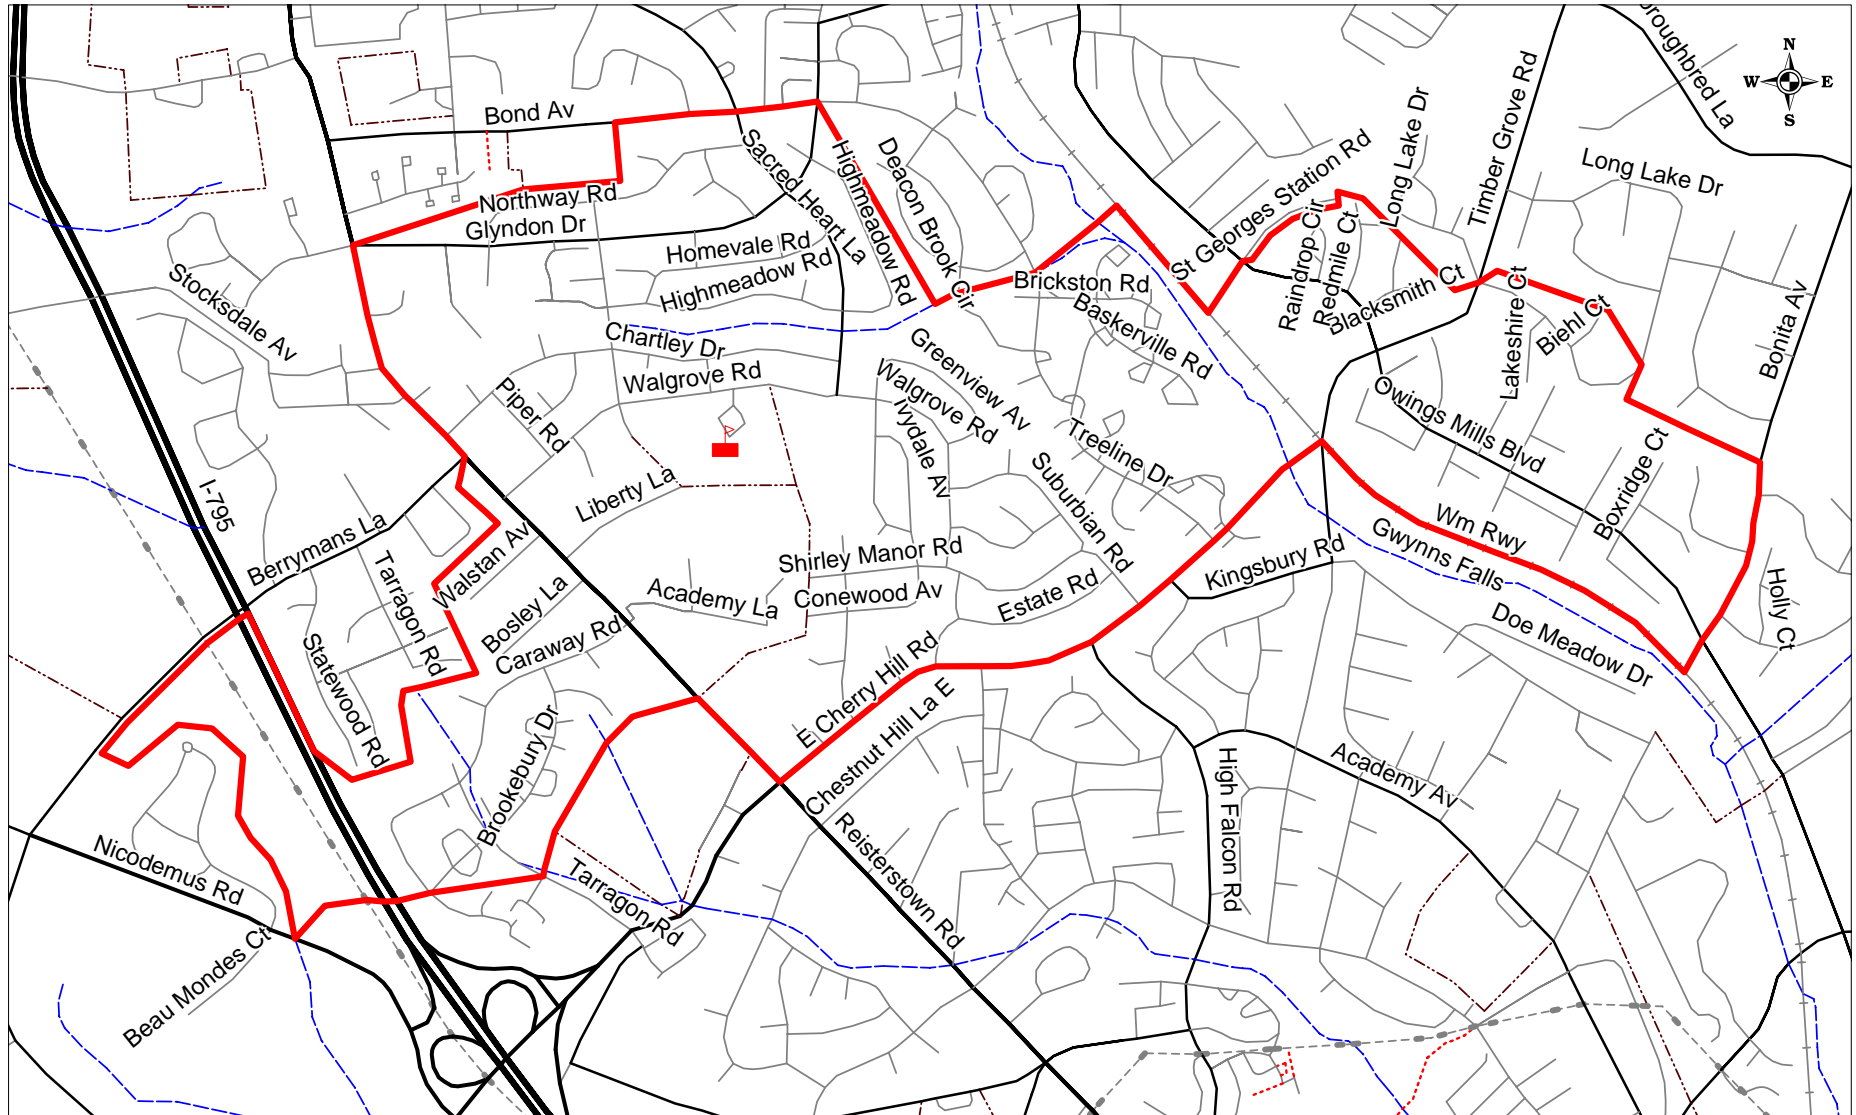 oroughbred La
N
W E
S
Bond Av
Sacred Heart La
Highmeadow Rd
Deacon Brook Cir
St Georges Station Rd
Long Lake Dr
Timber Grove Rd
Long Lake Dr
Northway Rd
Glyndon Dr
Homevale Rd
Highmeadow Rd
Stocksdale Av
Brickston Rd
Baskerville Rd
Raindrop Cir
Redmile Ct
Blacksmith Ct
Lakeshire Ct
Biehl Ct
Bonita Av
Chartley Dr
Walgrove Rd
Piper Rd
Greenview Av
Walgrove Rd
Ivydale Av
Treeline Dr
Owings Mills Blvd
Boxridge Ct
I-795
Liberty La
Suburbian Rd
Wm Rwy
Gwynns Falls
Berrymans La
Tarragon Rd
Walstan Av
Bosley La
Caraway Rd
Academy La
Shirley Manor Rd
Conewood Av
Estate Rd
Kingsbury Rd
Doe Meadow Dr
Holly Ct
Statewood Rd
Brookebury Dr
E Cherry Hill Rd
Chestnut Hill La E
High Falcon Rd
Academy Av
Reisterstown Rd
Nicodemus Rd
Tarragon Rd
Beau Mondes Ct